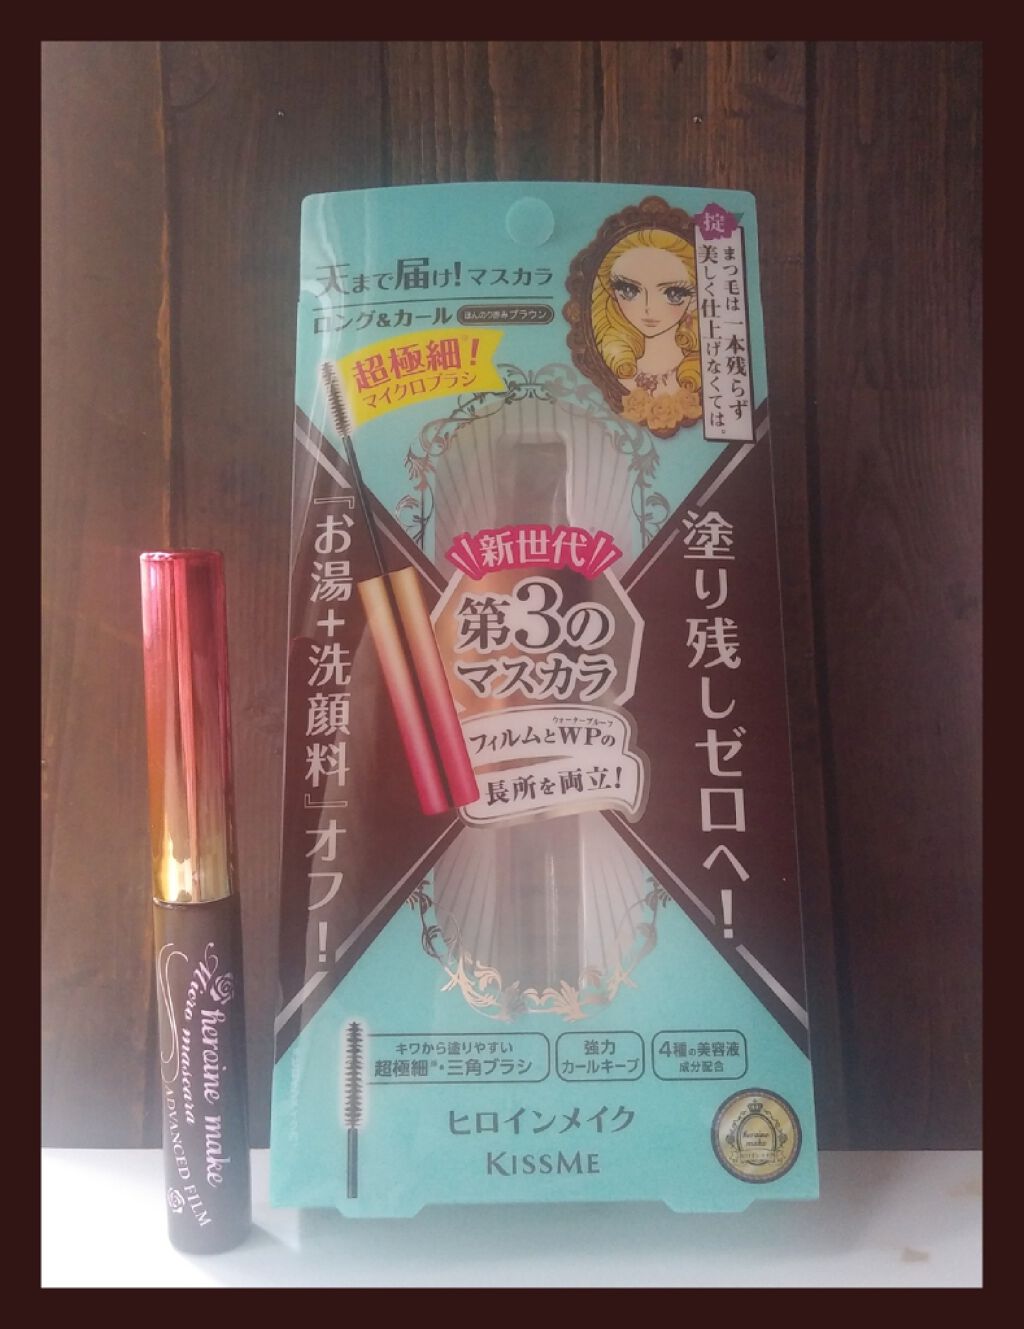 掟
まつ毛は一本残らず
美しく仕上げなくては。
天まで届け!マスカラ
ロング&カール ほんのり赤みブラウン
超極細※!
マイクロブラシ
新世代
第3の
マスカラ
ウォータープルーフ
フィルムとWPの
長所を両立!
『お湯+洗顔料』オフ!
塗り残しゼロへ!
キワから塗りやすい
超極細※・三角ブラシ
強力
カールキープ
4種の美容液
成分配合
ヒロインメイク
KISSME
heroine
make
heroine make
Micro mascara
ADVANCED FILM